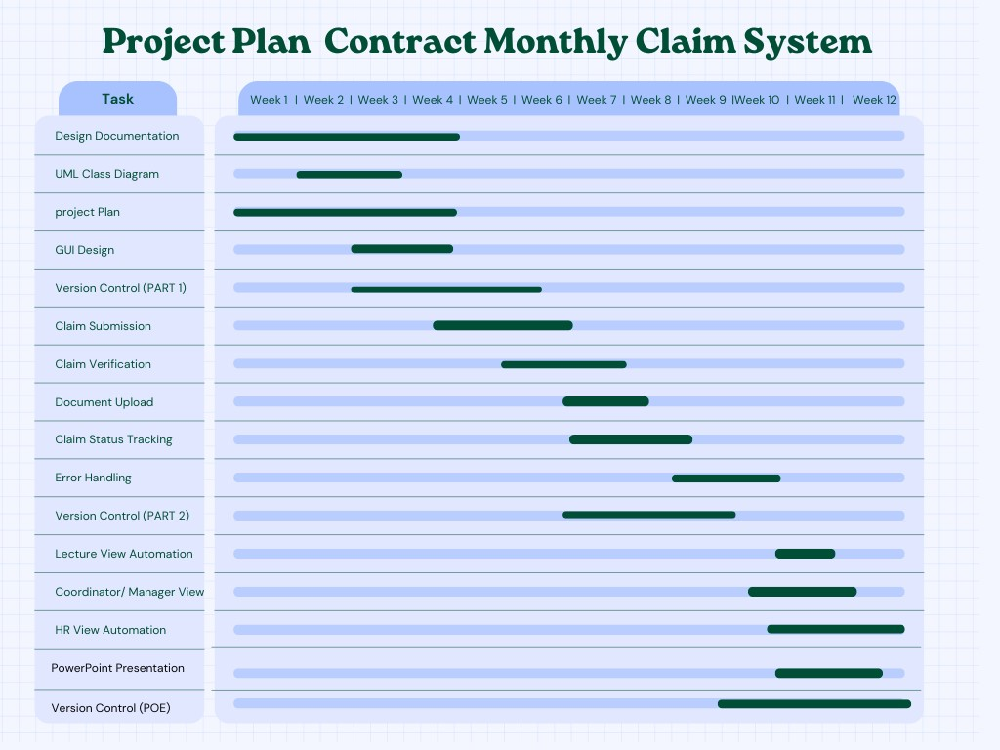 Project Plan Contract Monthly Claim System
Task
Week 1 | Week 2 | Week 3 | Week 4 | Week 5 | Week 6 | Week 7 | Week 8 | Week 9 |Week 10 | Week 11 | Week 12
Design Documentation
UML Class Diagram
project Plan
GUI Design
Version Control (PART 1)
Claim Submission
Claim Verification
Document Upload
Claim Status Tracking
Error Handling
Version Control (PART 2)
Lecture View Automation
Coordinator/ Manager View
HR View Automation
PowerPoint Presentation
Version Control (POE)